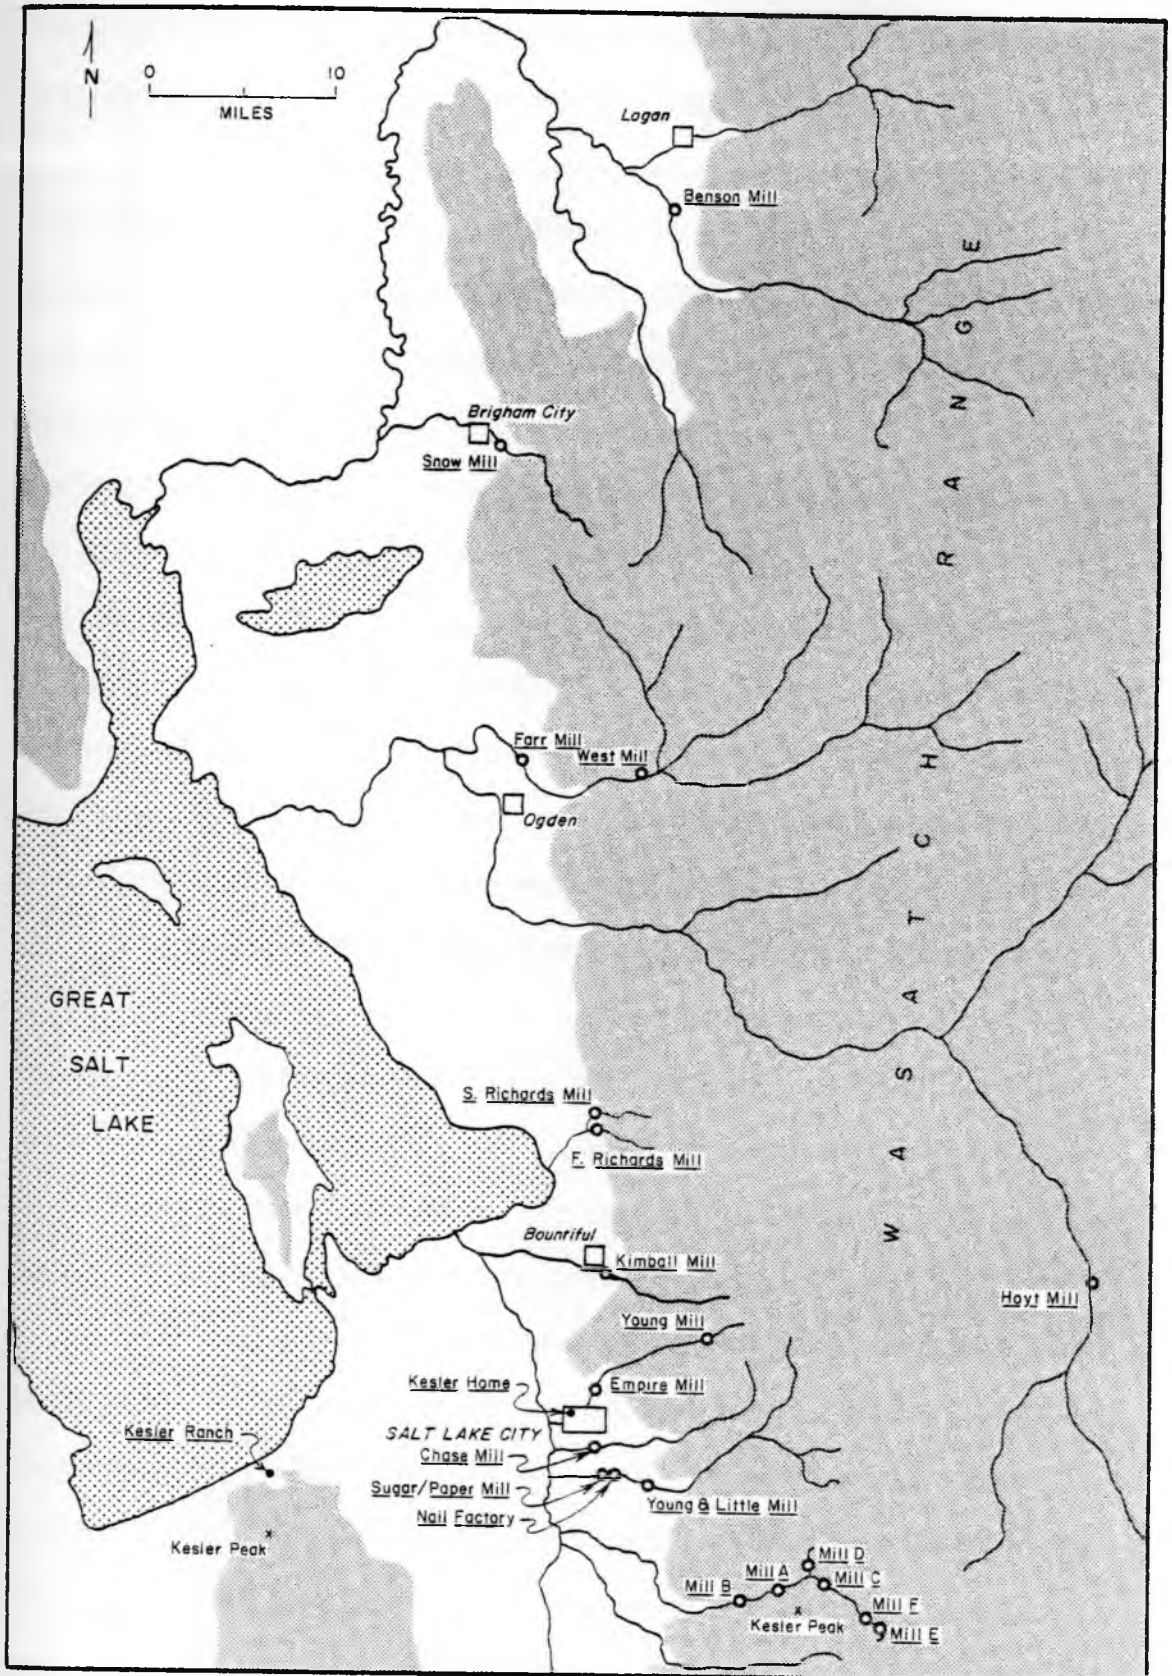 N
0 10
MILES
Logan
Benson Mill
Brigham City
Snow Mill
WASATCH RANGE
Farr Mill
West Mill
Ogden
GREAT
SALT
LAKE
S. Richards Mill
F. Richards Mill
Bountiful
Kimball Mill
Hoyt Mill
Young Mill
Kesler Home
Empire Mill
SALT LAKE CITY
Kesler Ranch
Chase Mill
Sugar/Paper Mill
Young & Little Mill
Nail Factory
Kesler Peak
Mill D
Mill A
Mill C
Mill B
Mill F
Kesler Peak
Mill E